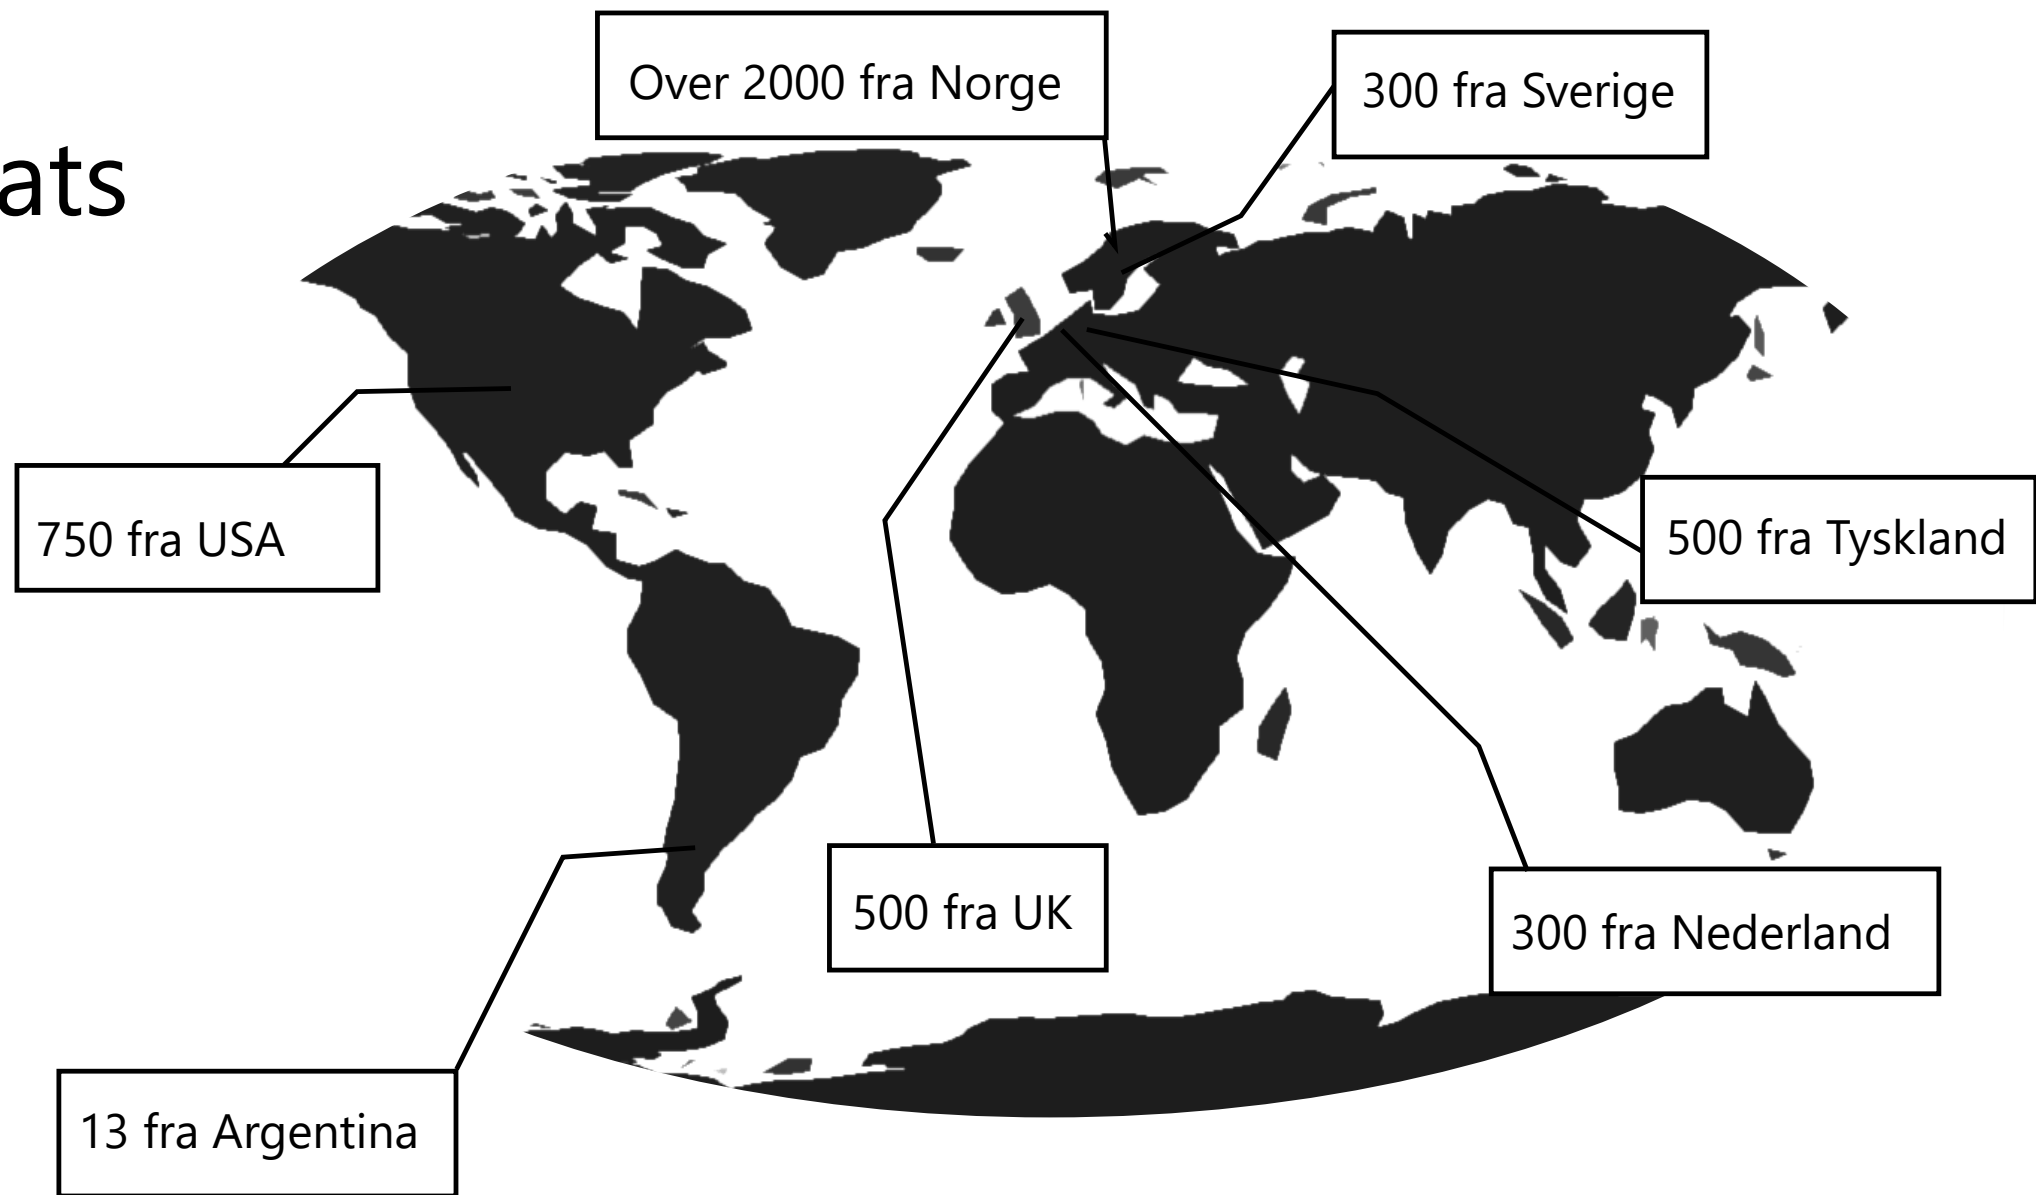 Over 2000 fra Norge
300 fra Sverige
ats
750 fra USA
500 fra Tyskland
500 fra UK
300 fra Nederland
13 fra Argentina